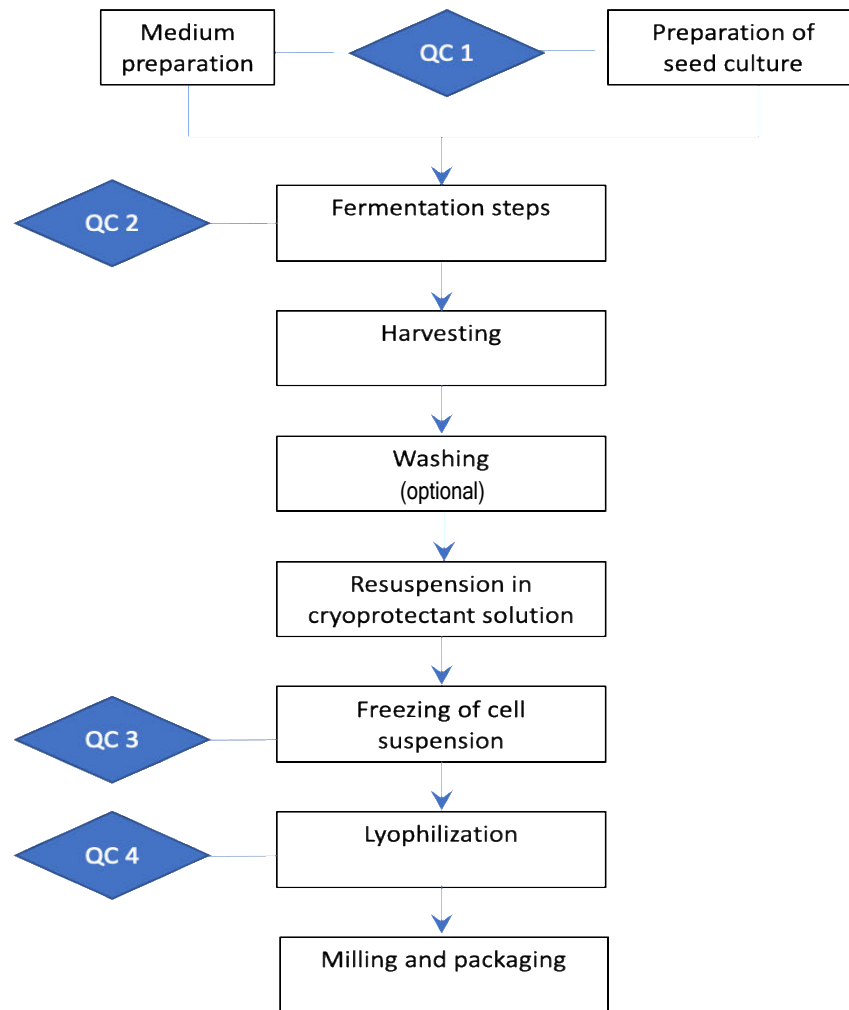 Medium
preparation
QC 1
Preparation of
seed culture
QC 2
Fermentation steps
Harvesting
Washing
(optional)
Resuspension in
cryoprotectant solution
QC 3
Freezing of cell
suspension
QC 4
Lyophilization
Milling and packaging